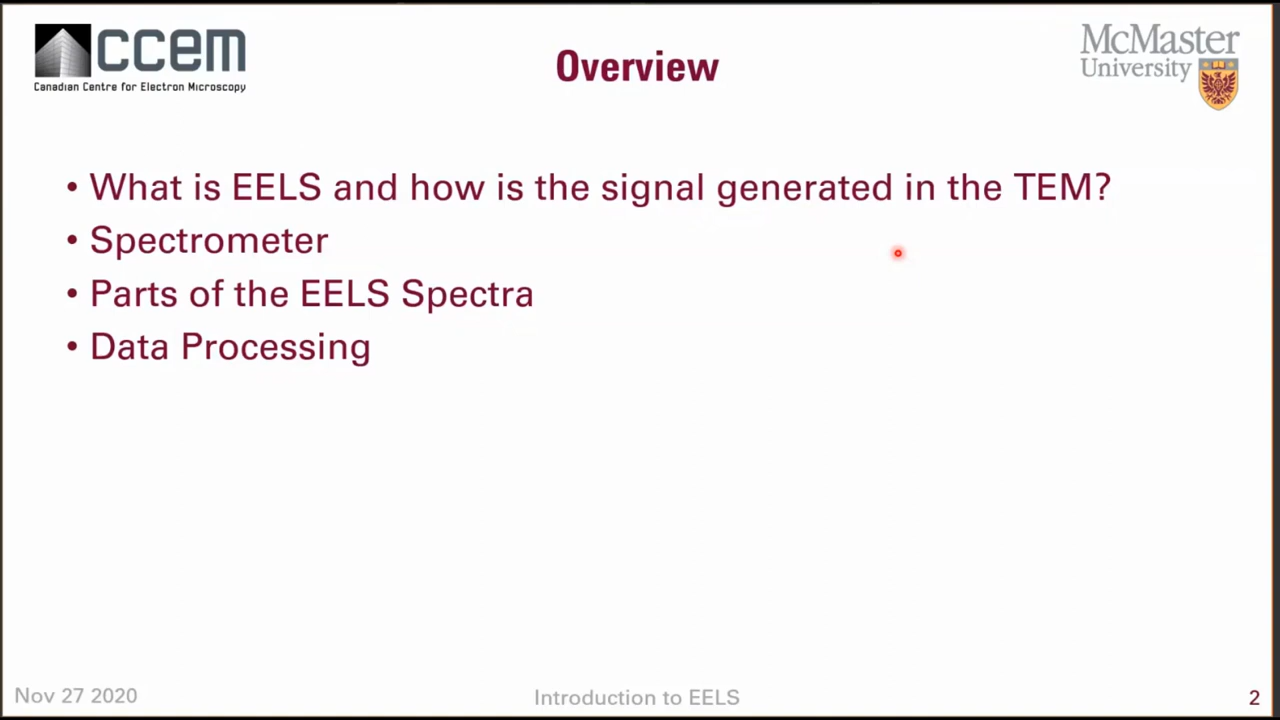 ccem
Canadian Centre for Electron Microscopy
Overview
McMaster
University
• What is EELS and how is the signal generated in the TEM?
• Spectrometer
• Parts of the EELS Spectra
• Data Processing
Nov 27 2020
Introduction to EELS
2